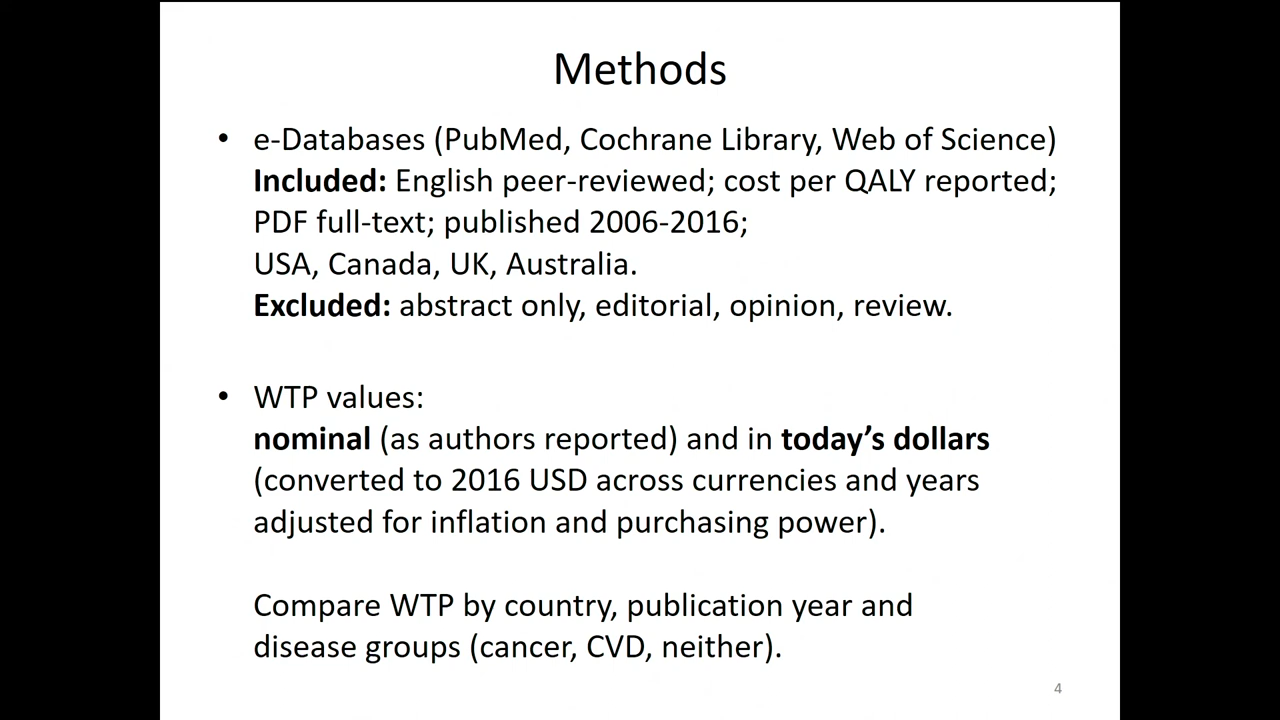 Methods
• e-Databases (PubMed, Cochrane Library, Web of Science)
Included: English peer-reviewed; cost per QALY reported;
PDF full-text; published 2006-2016;
USA, Canada, UK, Australia.
Excluded: abstract only, editorial, opinion, review.
• WTP values:
nominal (as authors reported) and in today’s dollars
(converted to 2016 USD across currencies and years
adjusted for inflation and purchasing power).
Compare WTP by country, publication year and
disease groups (cancer, CVD, neither).
4